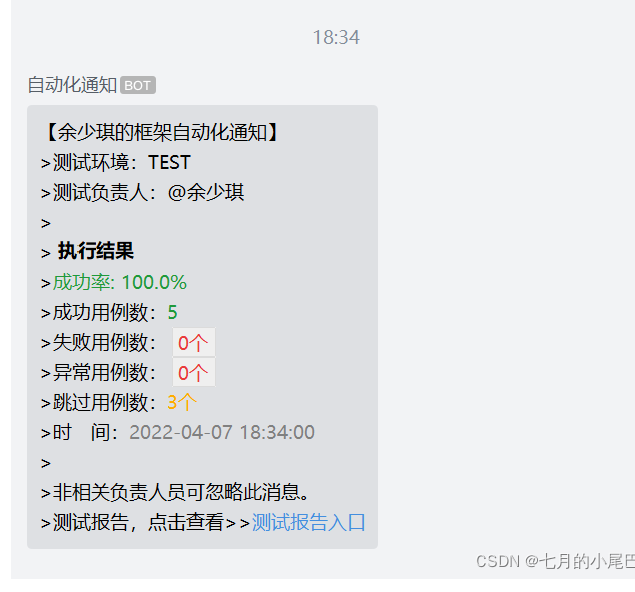 18:34
自动化通知 BOT
【余少琪的框架自动化通知】
>测试环境：TEST
>测试负责人：@余少琪
>
> 执行结果
>成功率: 100.0%
>成功用例数：5
>失败用例数： 0个
>异常用例数： 0个
>跳过用例数：3个
>时 间：2022-04-07 18:34:00
>
>非相关负责人员可忽略此消息。
>测试报告，点击查看>>测试报告入口
CSDN @七月的小尾巴